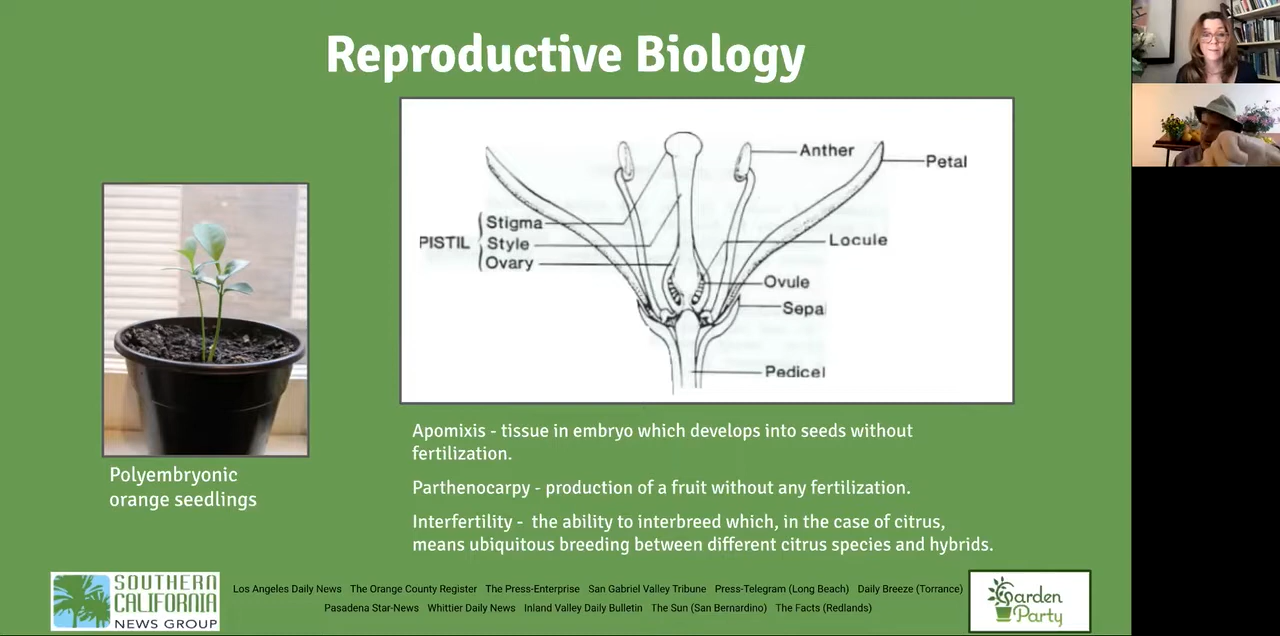 Reproductive Biology
Anther
Petal
Stigma
PISTIL
Style
Locule
Ovary
Ovule
Sepa
Pedicel
Polyembryonic
orange seedlings
Apomixis - tissue in embryo which develops into seeds without
fertilization.
Parthenocarpy - production of a fruit without any fertilization.
Interfertility - the ability to interbreed which, in the case of citrus,
means ubiquitous breeding between different citrus species and hybrids.
SOUTHERN
CALIFORNIA
NEWS GROUP
Los Angeles Daily News The Orange County Register The Press-Enterprise San Gabriel Valley Tribune Press-Telegram (Long Beach) Daily Breeze (Torrance)
Pasadena Star-News Whittier Daily News Inland Valley Daily Bulletin The Sun (San Bernardino) The Facts (Redlands)
Garden
Party